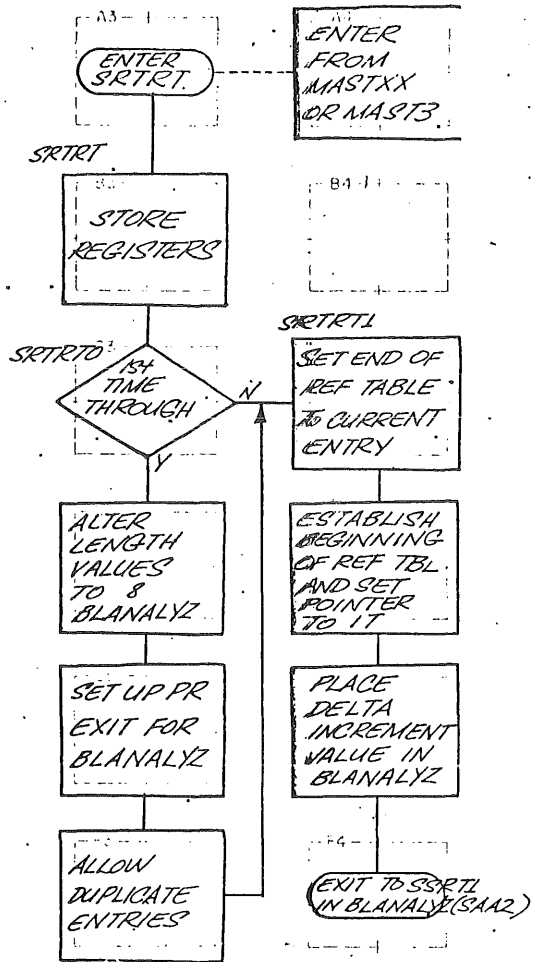 A3
ENTER
SRTRT.
ENTER
FROM
MASTXX
OR MAST3
SRTRT
STORE
REGISTERS
B4
SRTRT0
1ST
TIME
THROUGH
N
Y
SRTRT1
SET END OF
REF TABLE
TO CURRENT
ENTRY
ALTER
LENGTH
VALUES
TO 8
BLANALYZ
ESTABLISH
BEGINNING
OF REF TBL.
AND SET
POINTER
TO IT
SET UP PR
EXIT FOR
BLANALYZ
PLACE
DELTA
INCREMENT
VALUE IN
BLANALYZ
ALLOW
DUPLICATE
ENTRIES
F4
EXIT TO SSRT1
IN BLANALYZ(SAA2)